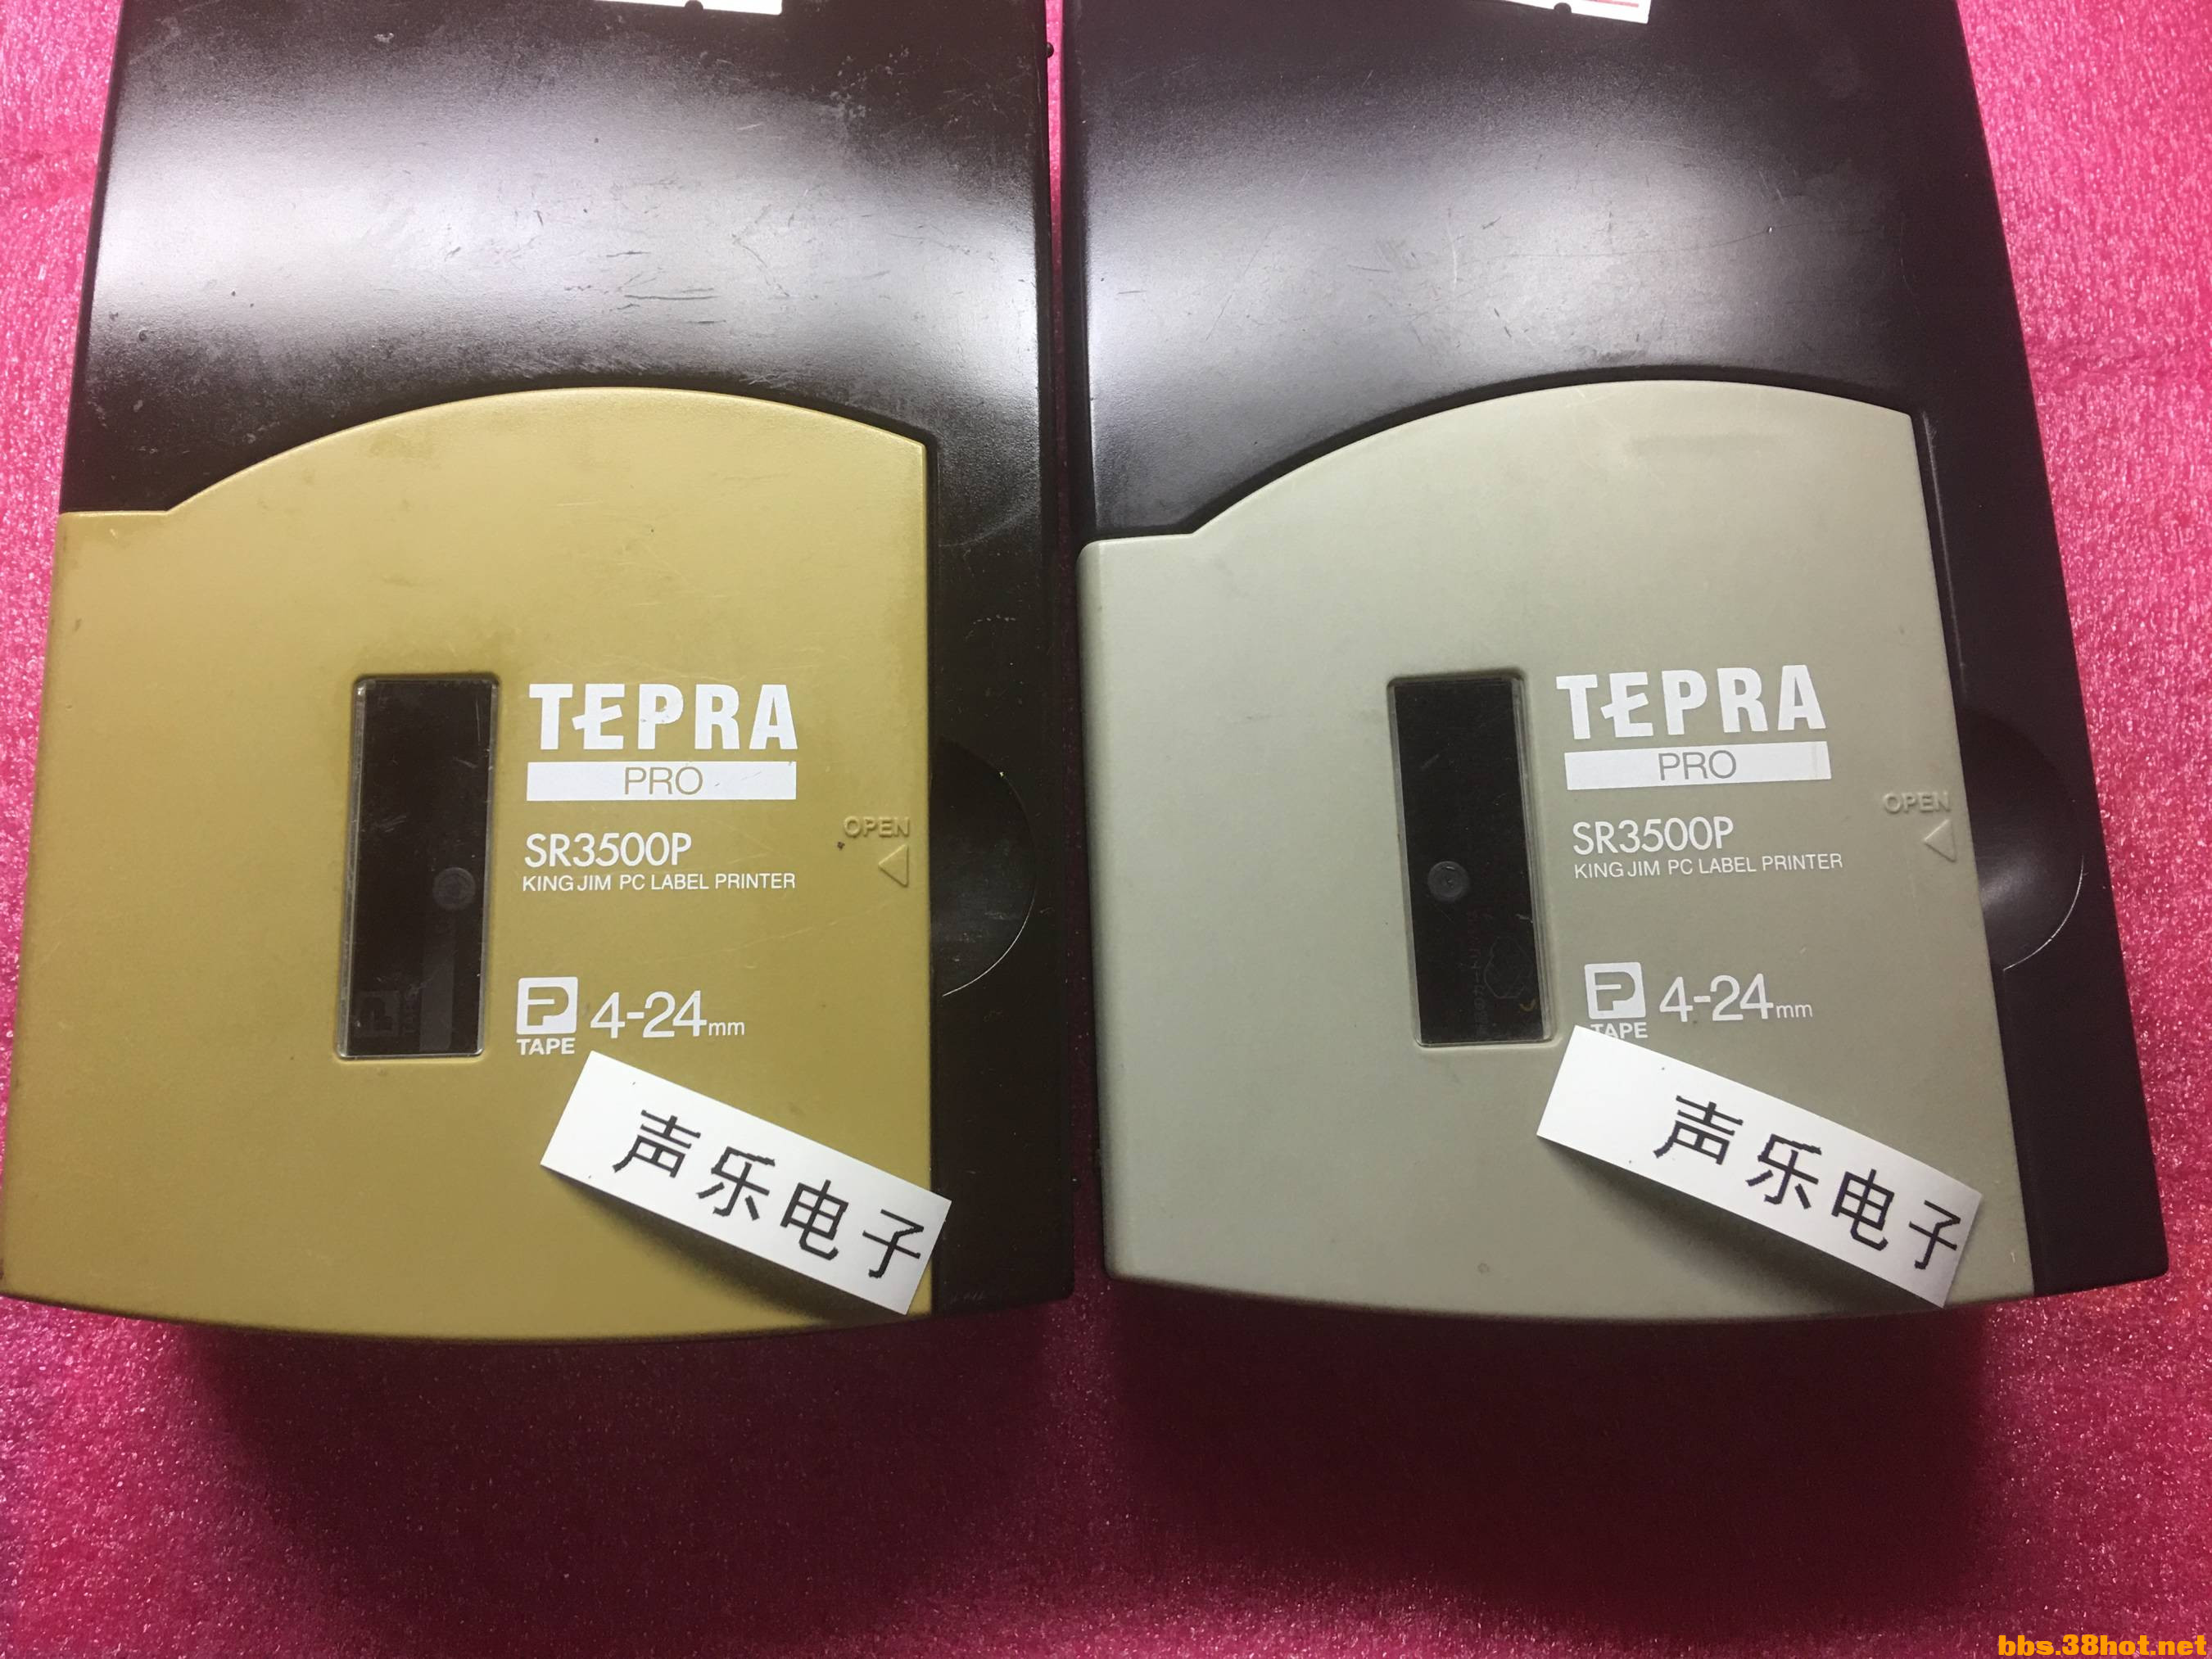 TEPRA
PRO
OPEN
SR3500P
KING JIM PC LABEL PRINTER
TAPE
4-24mm
声乐电子
TEPRA
PRO
OPEN
SR3500P
KING JIM PC LABEL PRINTER
TAPE
4-24mm
声乐电子
bbs.38hot.net